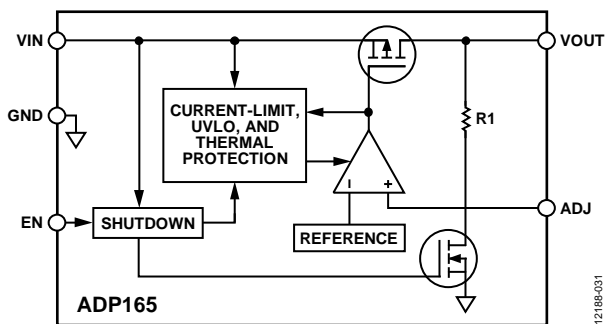 VIN
VOUT
GND
CURRENT-LIMIT,
UVLO, AND
THERMAL
PROTECTION
R1
EN
SHUTDOWN
– +
REFERENCE
ADJ
ADP165
12188-031